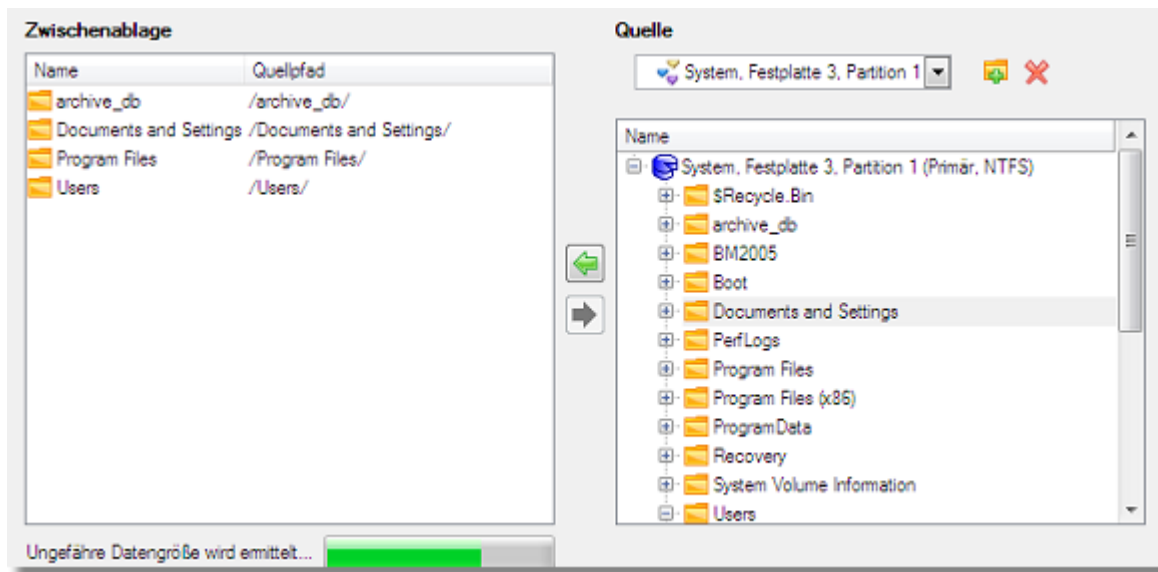 Zwischenablage
Name Quellpfad
archive_db /archive_db/
Documents and Settings /Documents and Settings/
Program Files /Program Files/
Users /Users/
Ungefähre Datengröße wird ermittelt...
Quelle
System, Festplatte 3, Partition 1
Name
System, Festplatte 3, Partition 1 (Primär, NTFS)
$Recycle.Bin
archive_db
BM2005
Boot
Documents and Settings
PerfLogs
Program Files
Program Files (x86)
ProgramData
Recovery
System Volume Information
Users